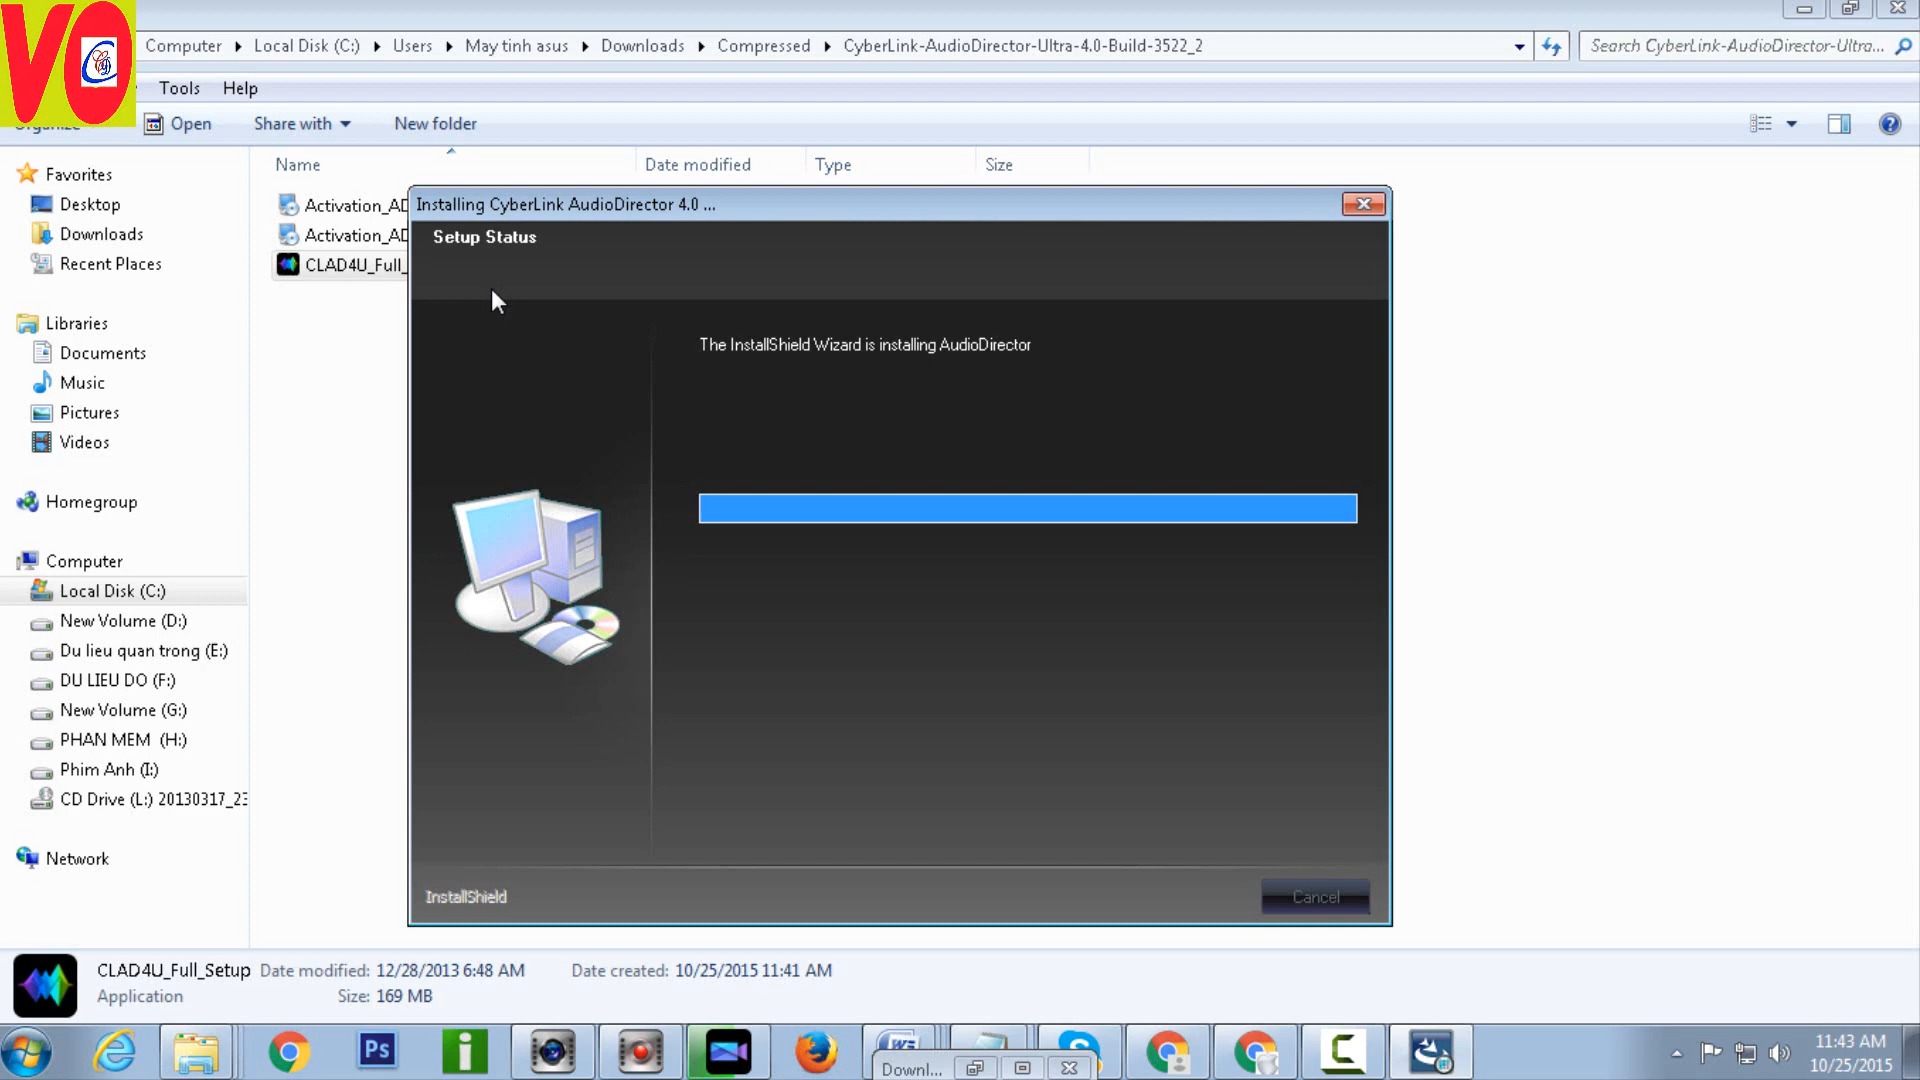 VO
Computer Local Disk (C:) Users May tinh asus Downloads Compressed CyberLink-AudioDirector-Ultra-4.0-Build-3522_2
Search CyberLink-AudioDirector-Ultra...
Tools Help
Organize Open Share with New folder
Name Date modified Type Size
Favorites
Desktop
Downloads
Recent Places
Libraries
Documents
Music
Pictures
Videos
Homegroup
Computer
Local Disk (C:)
New Volume (D:)
Du lieu quan trong (E:)
DU LIEU DO (F:)
New Volume (G:)
PHAN MEM (H:)
Phim Anh (I:)
CD Drive (L:) 20130317_23
Network
Activation_AD
Activation_AD
CLAD4U_Full_
Installing CyberLink AudioDirector 4.0 ...
Setup Status
The InstallShield Wizard is installing AudioDirector
InstallShield
Cancel
CLAD4U_Full_Setup Date modified: 12/28/2013 6:48 AM Date created: 10/25/2015 11:41 AM
Application Size: 169 MB
Ps
Downl...
11:43 AM
10/25/2015